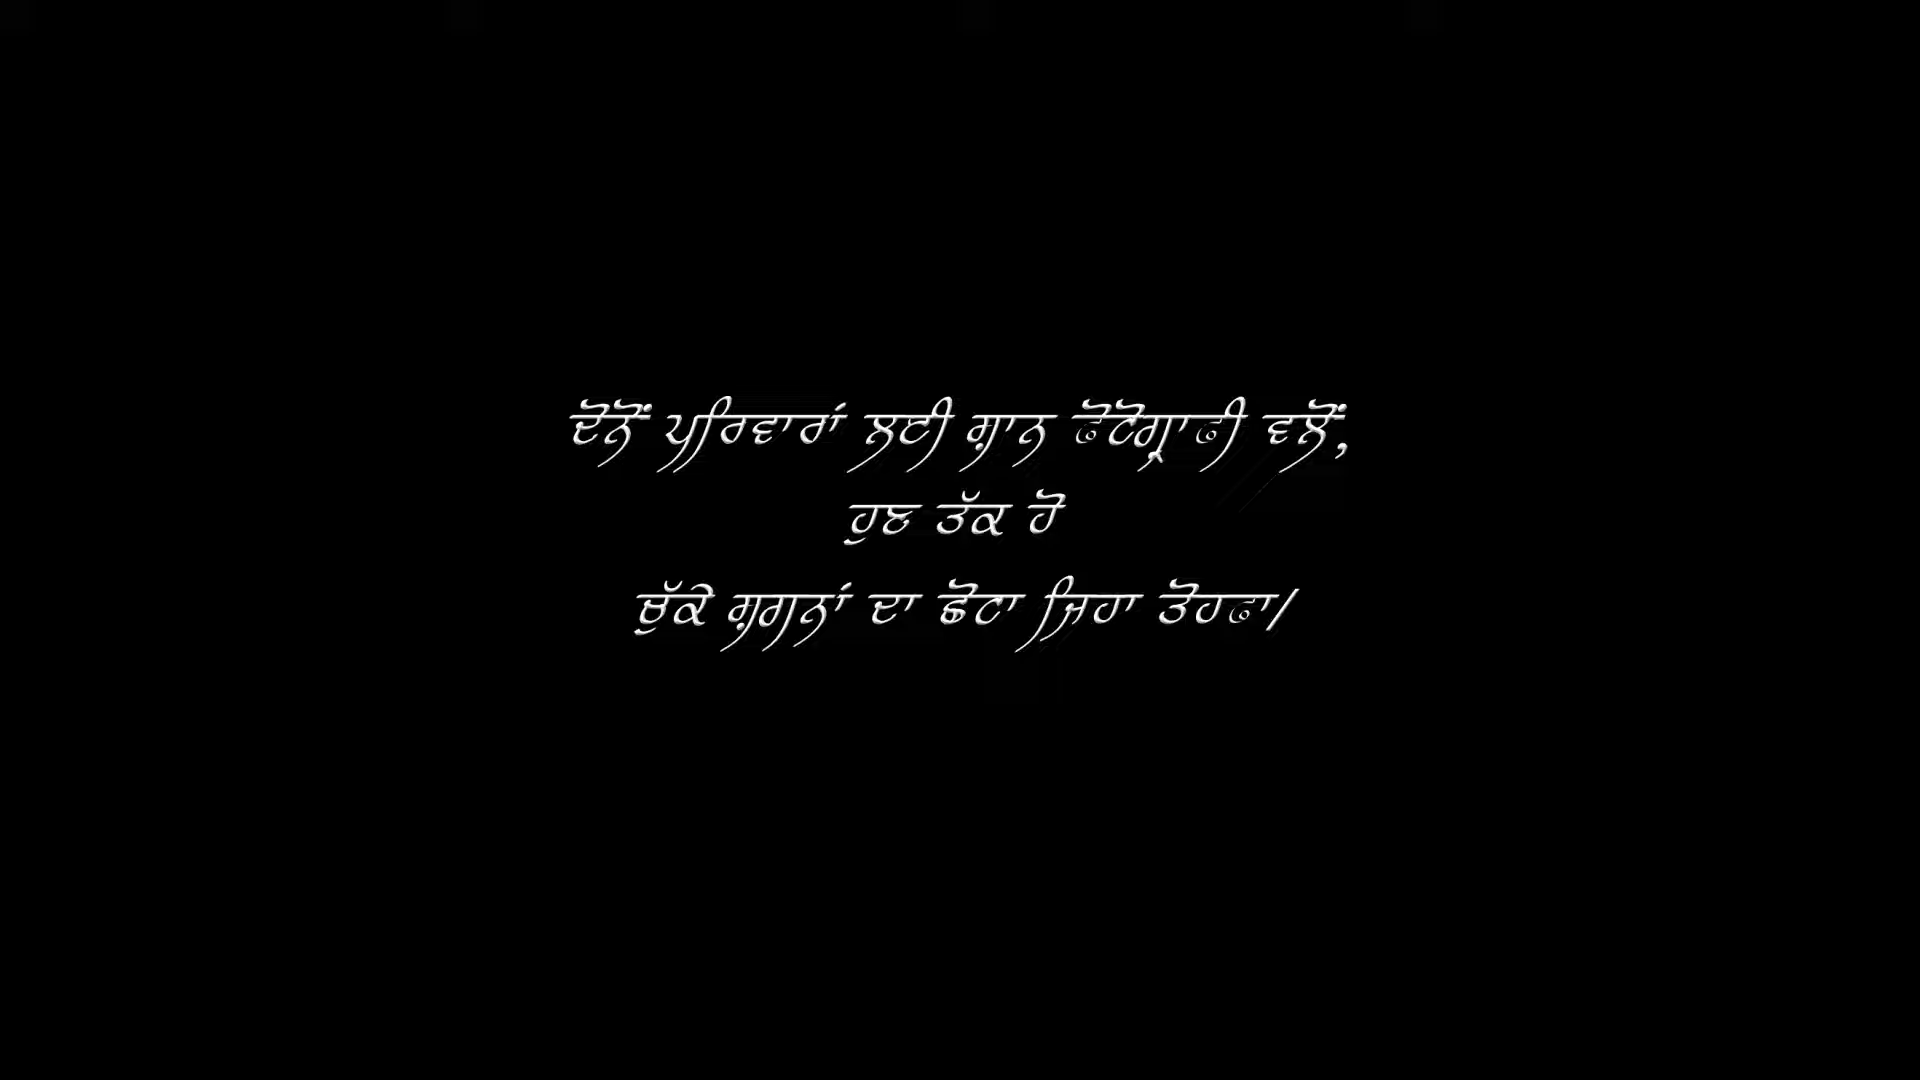 ਦੋਨੋਂ ਪਰਿਵਾਰਾਂ ਲਈ ਸ਼ਾਨ ਫੋਟੋਗ੍ਰਾਫੀ ਵਲੋਂ,
ਹੁਣ ਤੱਕ ਹੋ
ਚੁੱਕੇ ਸ਼ਗਨਾਂ ਦਾ ਛੋਟਾ ਜਿਹਾ ਤੋਹਫਾ/